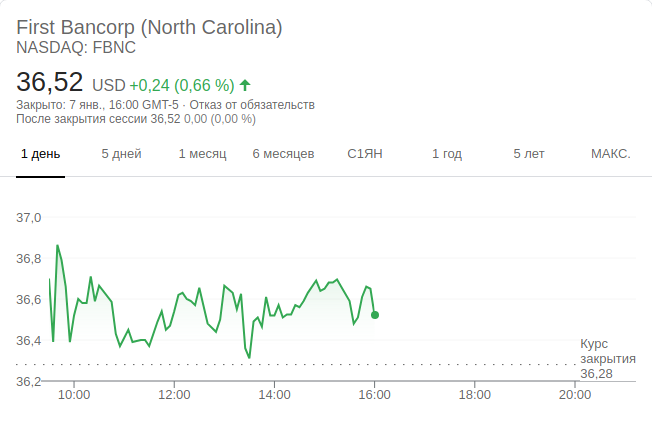 First Bancorp (North Carolina)
NASDAQ: FBNC
36,52 USD +0,24 (0,66 %)
Закрыто: 7 янв., 16:00 GMT-5 · Отказ от обязательств
После закрытия сессии 36,52 0,00 (0,00 %)
1 день 5 дней 1 месяц 6 месяцев С1ЯН 1 год 5 лет МАКС.
37,0
36,8
36,6
36,4
Курс
закрытия
36,28
36,2
10:00 12:00 14:00 16:00 18:00 20:00